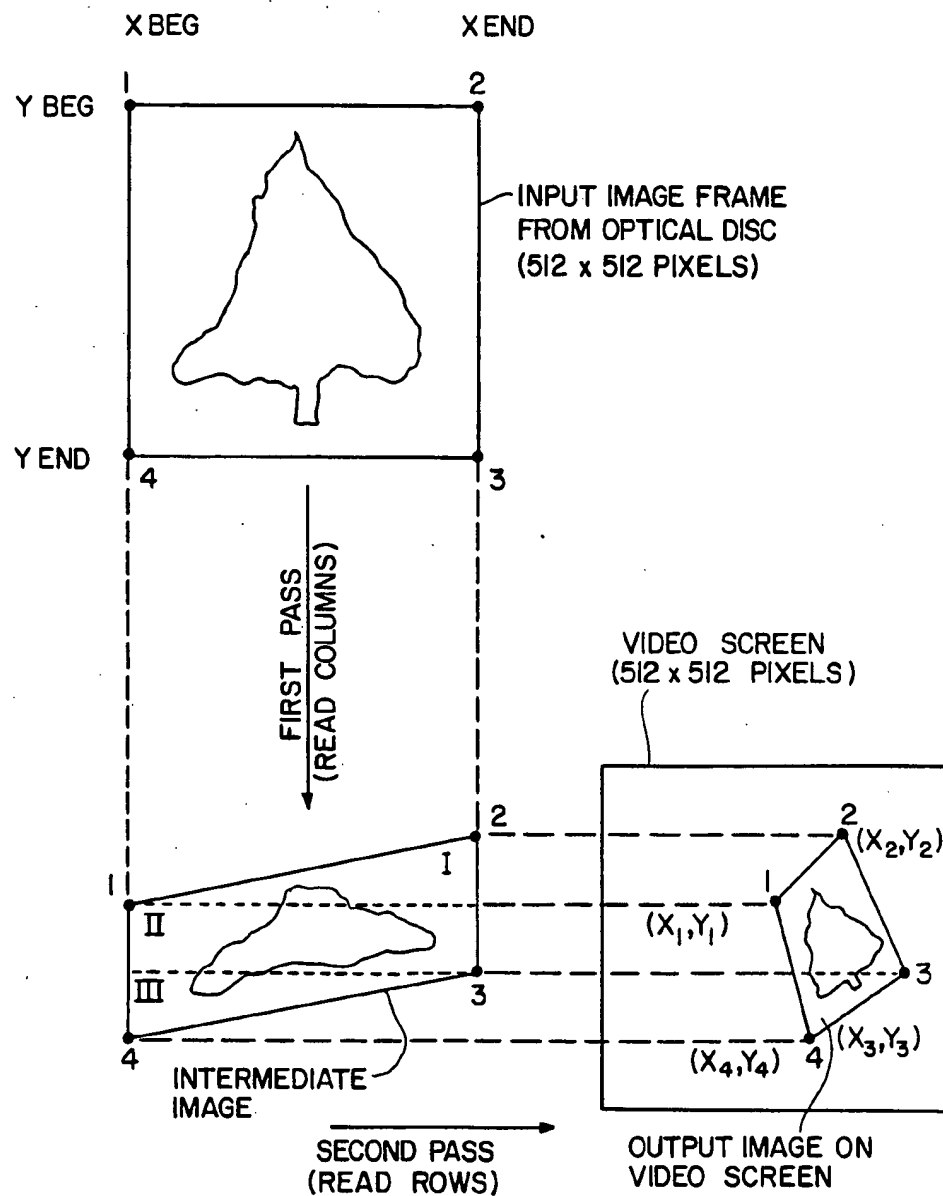 X BEG
X END
1
2
Y BEG
INPUT IMAGE FRAME
FROM OPTICAL DISC
(512 x 512 PIXELS)
Y END
4
3
FIRST PASS
(READ COLUMNS)
VIDEO SCREEN
(512 x 512 PIXELS)
2
I
1
II
III
3
4
2
(X2,Y2)
1
(X1,Y1)
3
(X3,Y3)
4
(X4,Y4)
INTERMEDIATE
IMAGE
SECOND PASS
(READ ROWS)
OUTPUT IMAGE ON
VIDEO SCREEN